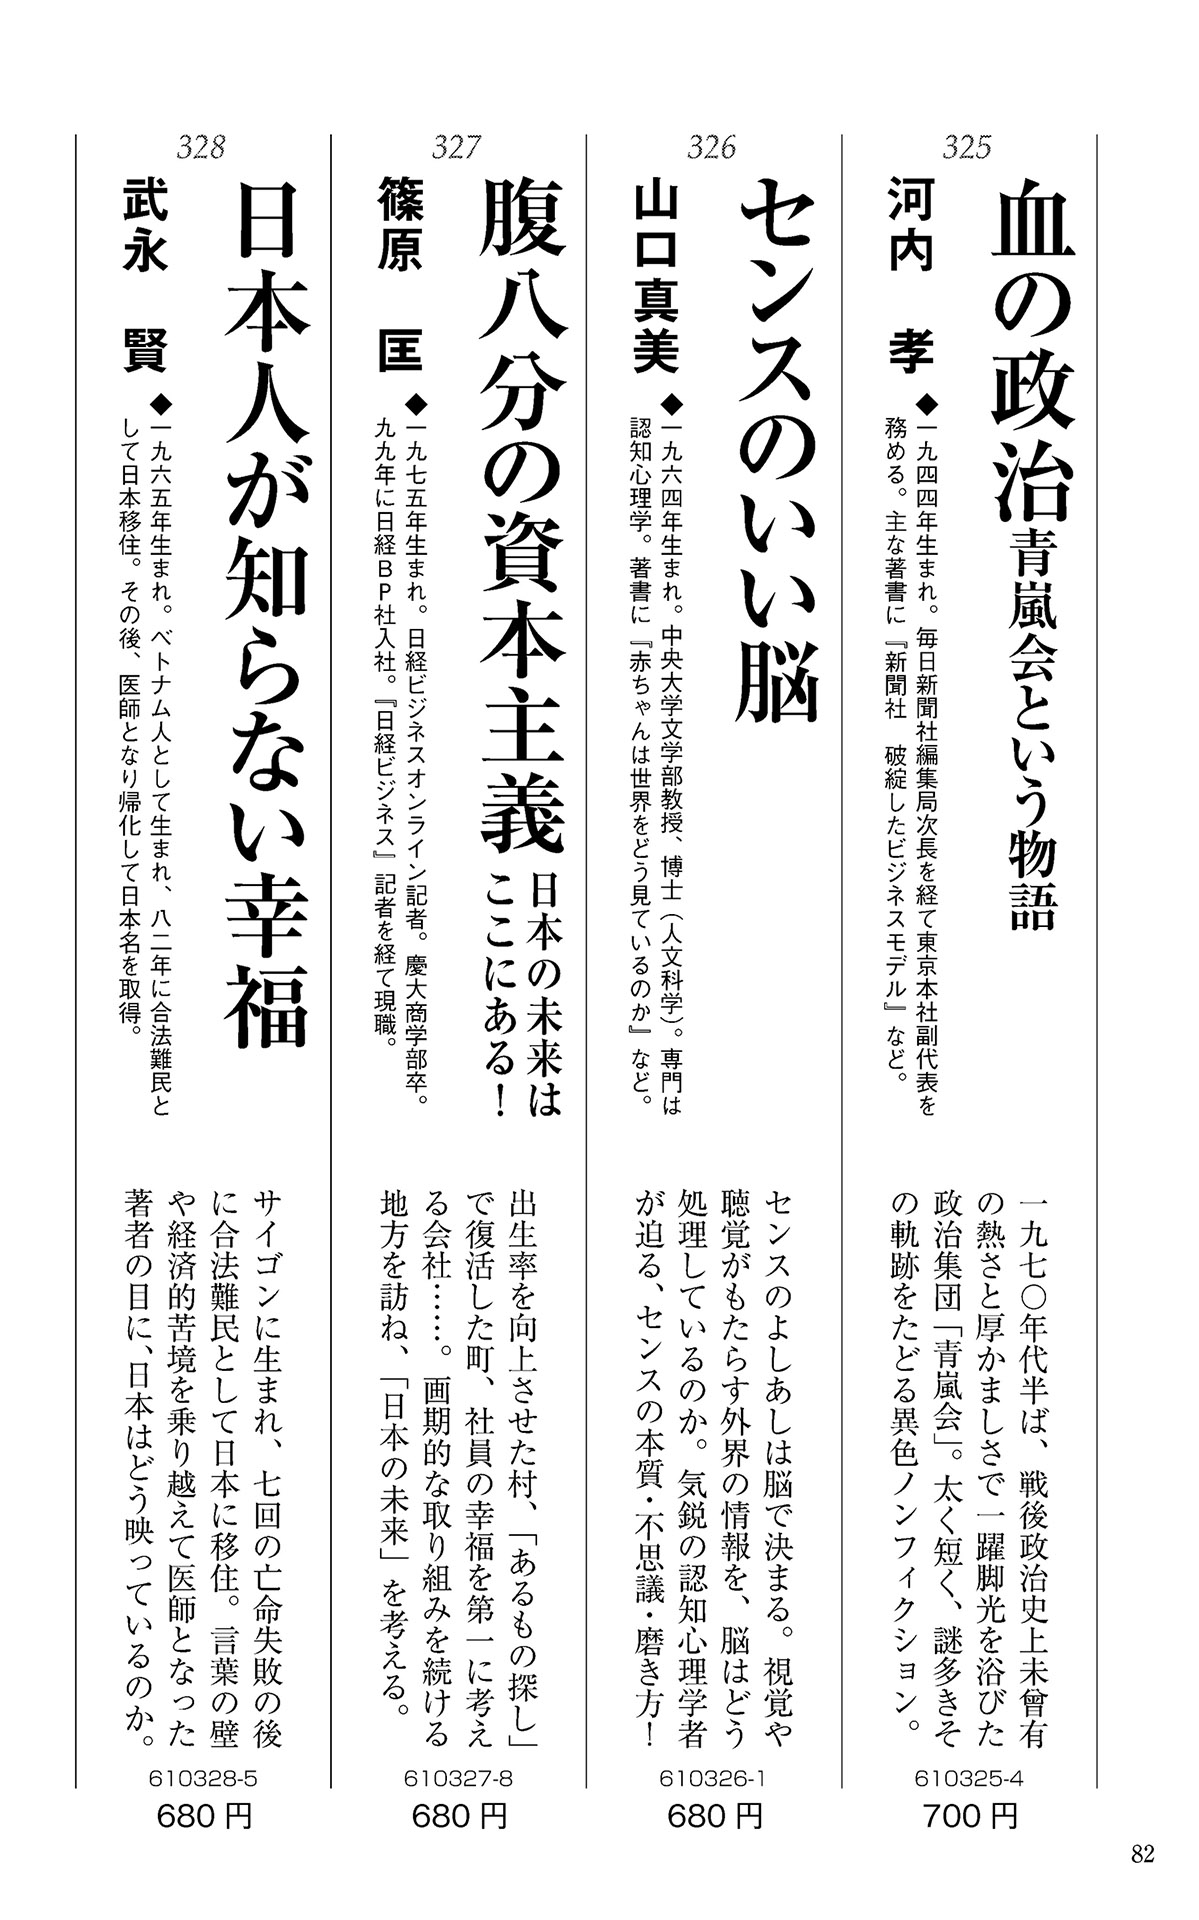 325
血の政治 青嵐会という物語
河内 孝
◆一九四四年生まれ。毎日新聞社編集局次長を経て東京本社副代表を
務める。主な著書に『新聞社 破綻したビジネスモデル』など。
一九七〇年代半ば、戦後政治史上未曾有
の熱さと厚かましさで一躍脚光を浴びた
政治集団「青嵐会」。太く短く、謎多きそ
の軌跡をたどる異色ノンフィクション。
610325-4
700円
326
センスのいい脳
山口真美
◆一九六四年生まれ。中央大学文学部教授、博士（人文科学）。専門は
認知心理学。著書に『赤ちゃんは世界をどう見ているのか』など。
センスのよしあしは脳で決まる。視覚や
聴覚がもたらす外界の情報を、脳はどう
処理しているのか。気鋭の認知心理学者
が迫る、センスの本質・不思議・磨き方！
610326-1
680円
327
腹八分の資本主義
日本の未来は
ここにある！
篠原 匡
◆一九七五年生まれ。日経ビジネスオンライン記者。慶大商学部卒。
九九年に日経ＢＰ社入社。『日経ビジネス』記者を経て現職。
出生率を向上させた村、「あるもの探し」
で復活した町、社員の幸福を第一に考え
る会社……。画期的な取り組みを続ける
地方を訪ね、「日本の未来」を考える。
610327-8
680円
328
日本人が知らない幸福
武永 賢
◆一九六五年生まれ。ベトナム人として生まれ、八二年に合法難民と
して日本移住。その後、医師となり帰化して日本名を取得。
サイゴンに生まれ、七回の亡命失敗の後
に合法難民として日本に移住。言葉の壁
や経済的苦境を乗り越えて医師となった
著者の目に、日本はどう映っているのか。
610328-5
680円
82